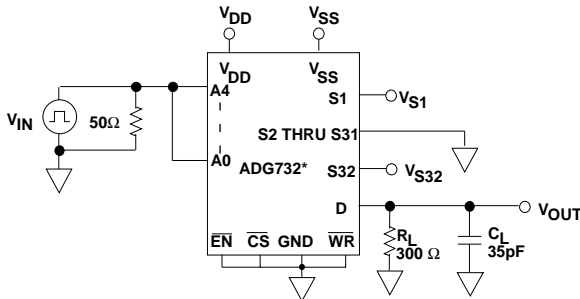 VDD
VSS
VDD
VSS
A4
S1
VS1
VIN
50Ω
S2 THRU S31
A0
ADG732*
S32
VS32
D
VOUT
EN
CS
GND
WR
RL
300 Ω
CL
35pF